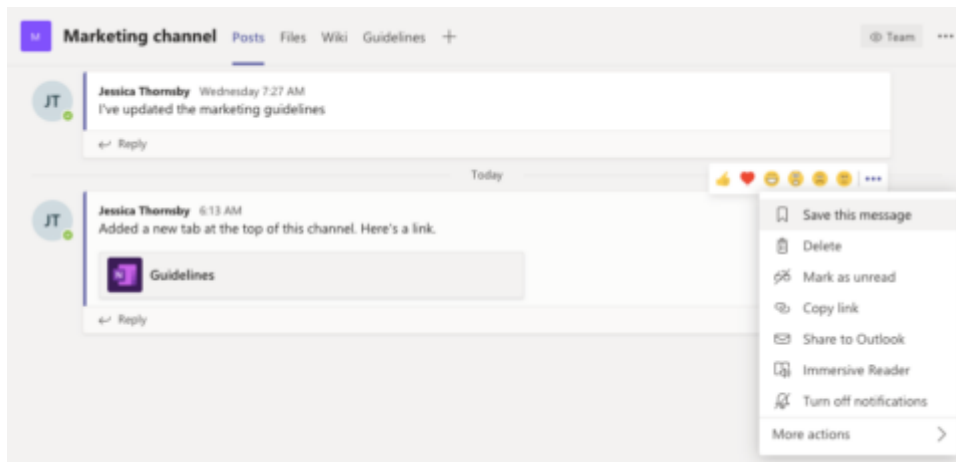 M Marketing channel Posts Files Wiki Guidelines Team
JT Jessica Thornsby Wednesday 7:27 AM
I've updated the marketing guidelines
Reply
Today
JT Jessica Thornsby 6:13 AM
Added a new tab at the top of this channel. Here's a link.
N Guidelines
Reply
Save this message
Delete
Mark as unread
Copy link
Share to Outlook
Immersive Reader
Turn off notifications
More actions